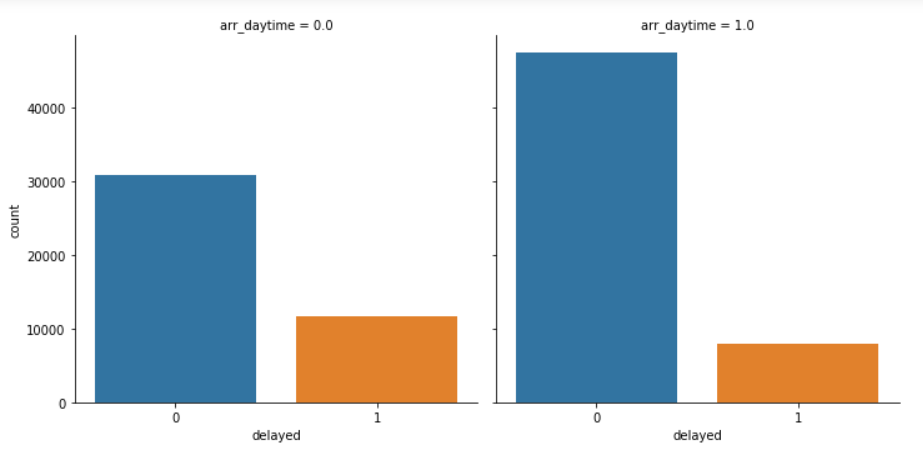 arr_daytime = 0.0
arr_daytime = 1.0
count
40000
30000
20000
10000
0
0 1
delayed
0 1
delayed